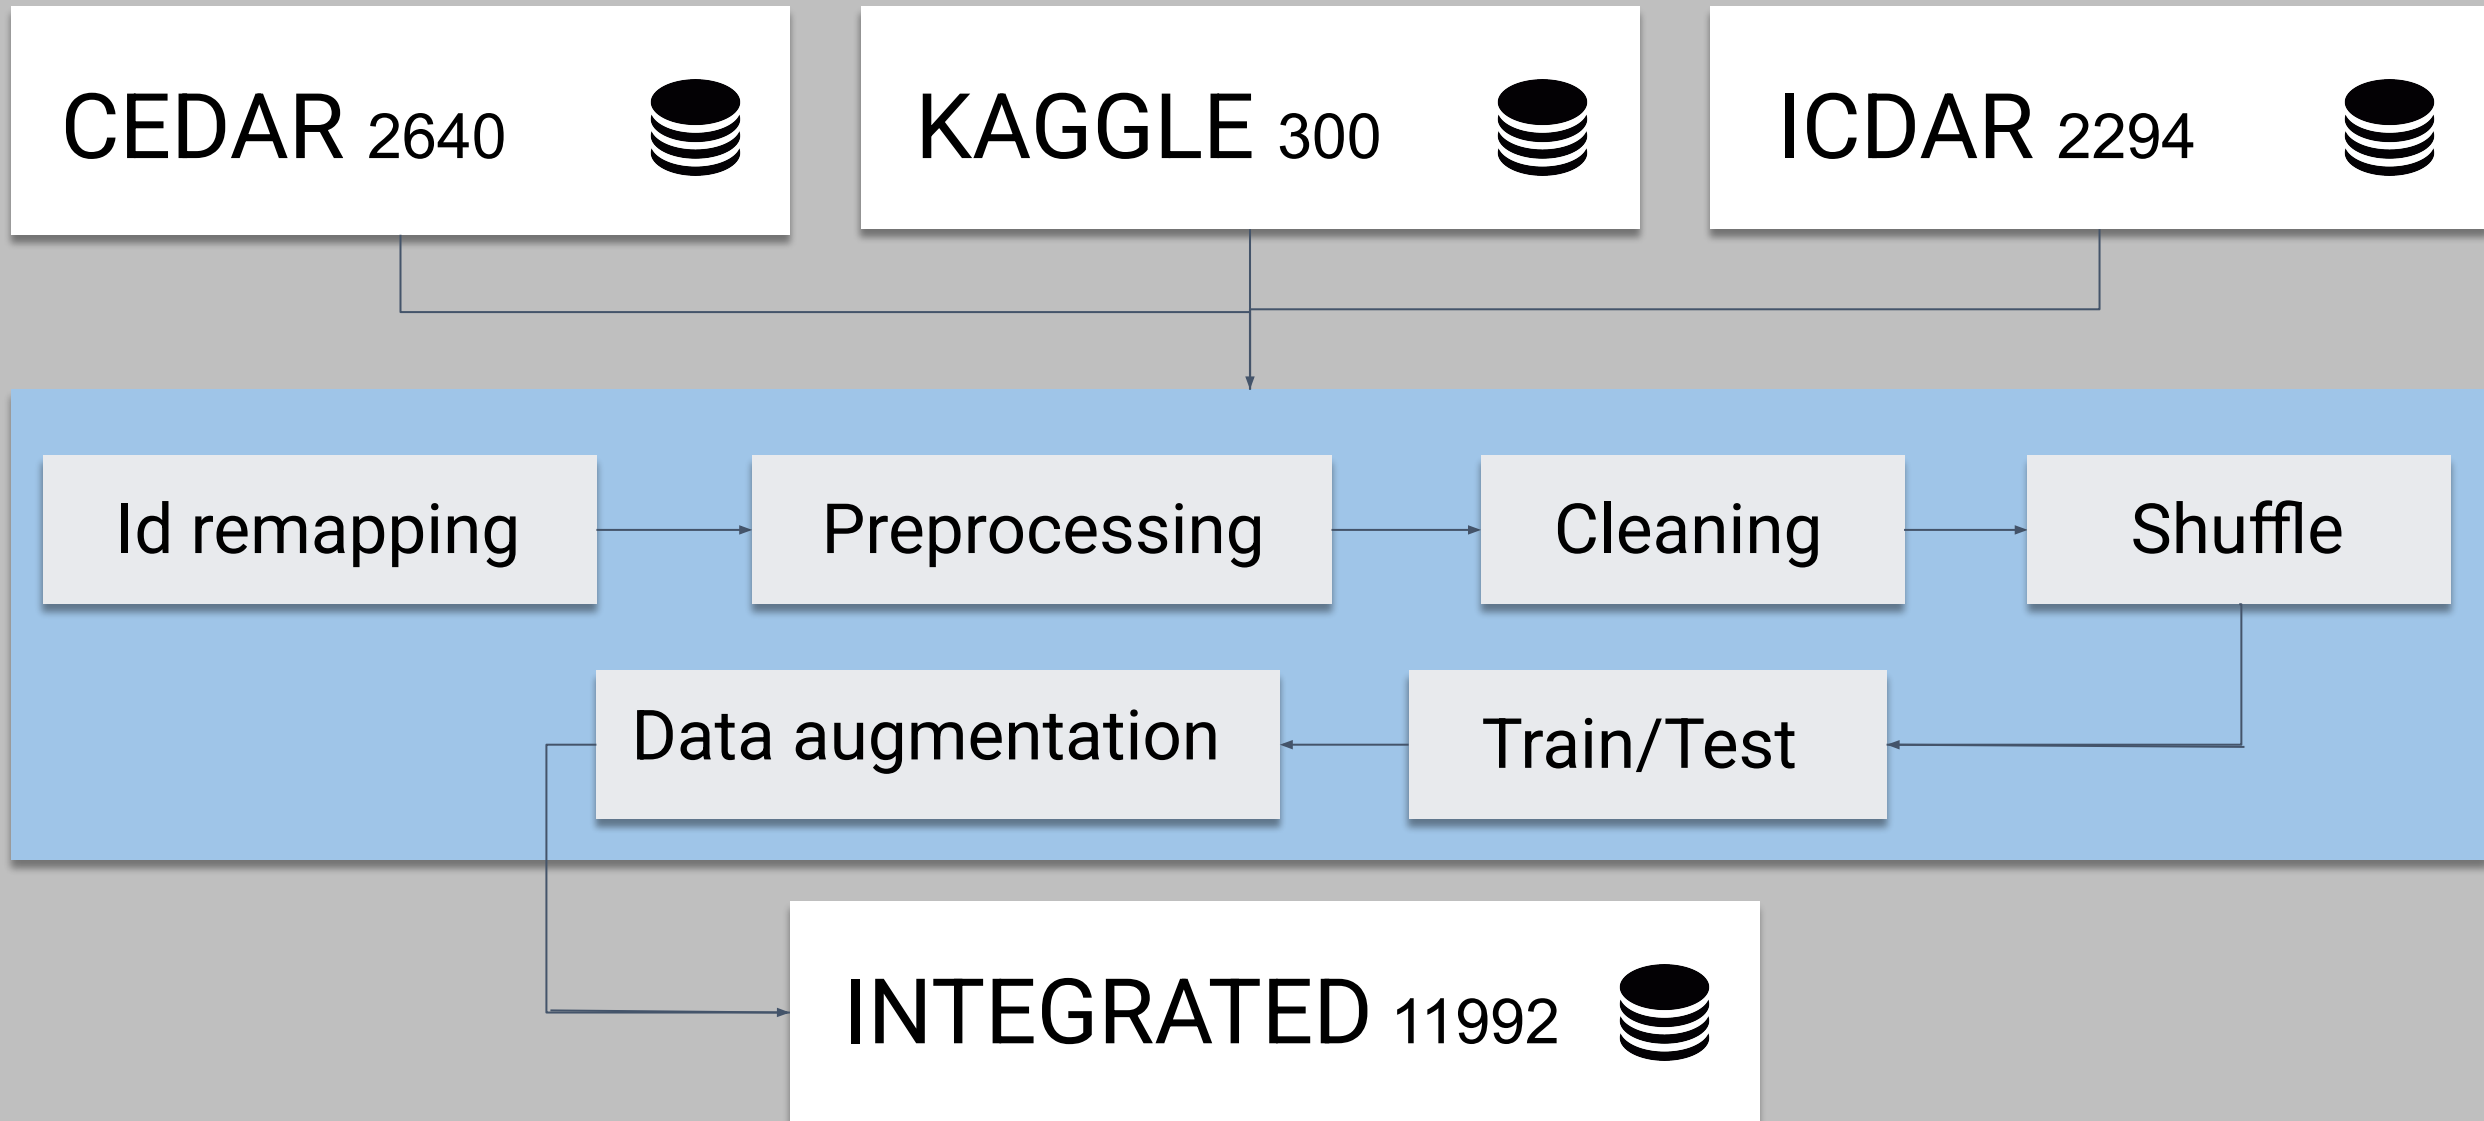 CEDAR 2640
KAGGLE 300
ICDAR 2294
Id remapping
Preprocessing
Cleaning
Shuffle
Data augmentation
Train/Test
INTEGRATED 11992